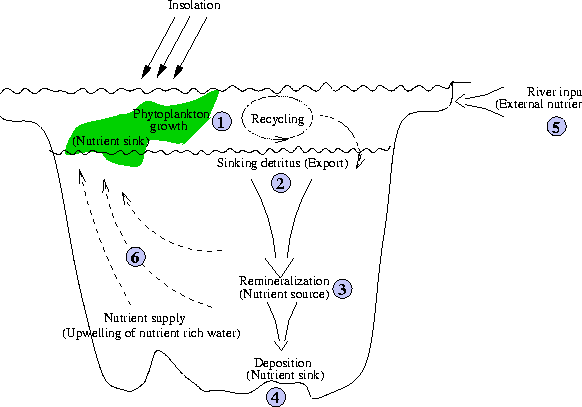 Insolation
Phytoplankton
growth
(Nutrient sink)
1
Recycling
River inpu
(External nutrien
5
Sinking detritus (Export)
2
6
Remineralization
(Nutrient source)
3
Nutrient supply
(Upwelling of nutrient rich water)
Deposition
(Nutrient sink)
4